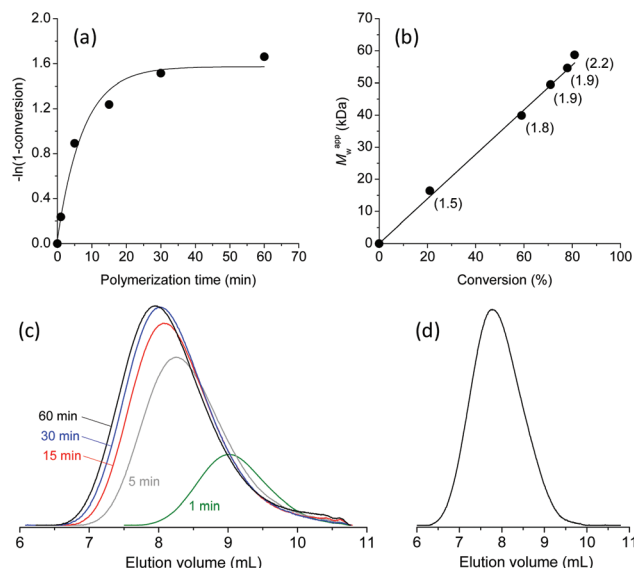 (a)
-ln(1-conversion)
2.0
1.6
1.2
0.8
0.4
0.0
0 10 20 30 40 50 60 70
Polymerization time (min)
(b)
M_w^app (kDa)
70
60
50
40
30
20
10
0
(2.2)
(1.9)
(1.9)
(1.8)
(1.5)
0 20 40 60 80 100
Conversion (%)
(c)
60 min
30 min
15 min
5 min
1 min
6 7 8 9 10 11
Elution volume (mL)
(d)
6 7 8 9 10 11
Elution volume (mL)